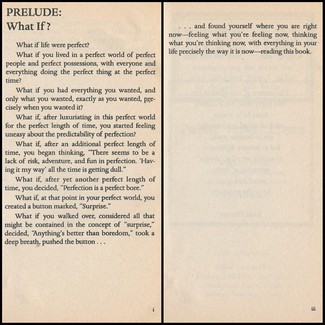 PRELUDE:
What If?
What if life were perfect?
What if you lived in a perfect world of perfect
people and perfect possessions, with everyone and
everything doing the perfect thing at the perfect
time?
What if you had everything you wanted, and
only what you wanted, exactly as you wanted, pre-
cisely when you wanted it?
What if, after luxuriating in this perfect world
for the perfect length of time, you started feeling
uneasy about the predictability of perfection?
What if, after an additional perfect length of
time, you began thinking, "There seems to be a
lack of risk, adventure, and fun in perfection. 'Hav-
ing it my way' all the time is getting dull."
What if, after yet another perfect length of
time, you decided, "Perfection is a perfect bore."
What if, at that point in your perfect world, you
created a button marked, "Surprise."
What if you walked over, considered all that
might be contained in the concept of "surprise,"
decided, "Anything's better than boredom," took a
deep breath, pushed the button . . .
i
. . . and found yourself where you are right
now—feeling what you're feeling now, thinking
what you're thinking now, with everything in your
life precisely the way it is now—reading this book.
iii